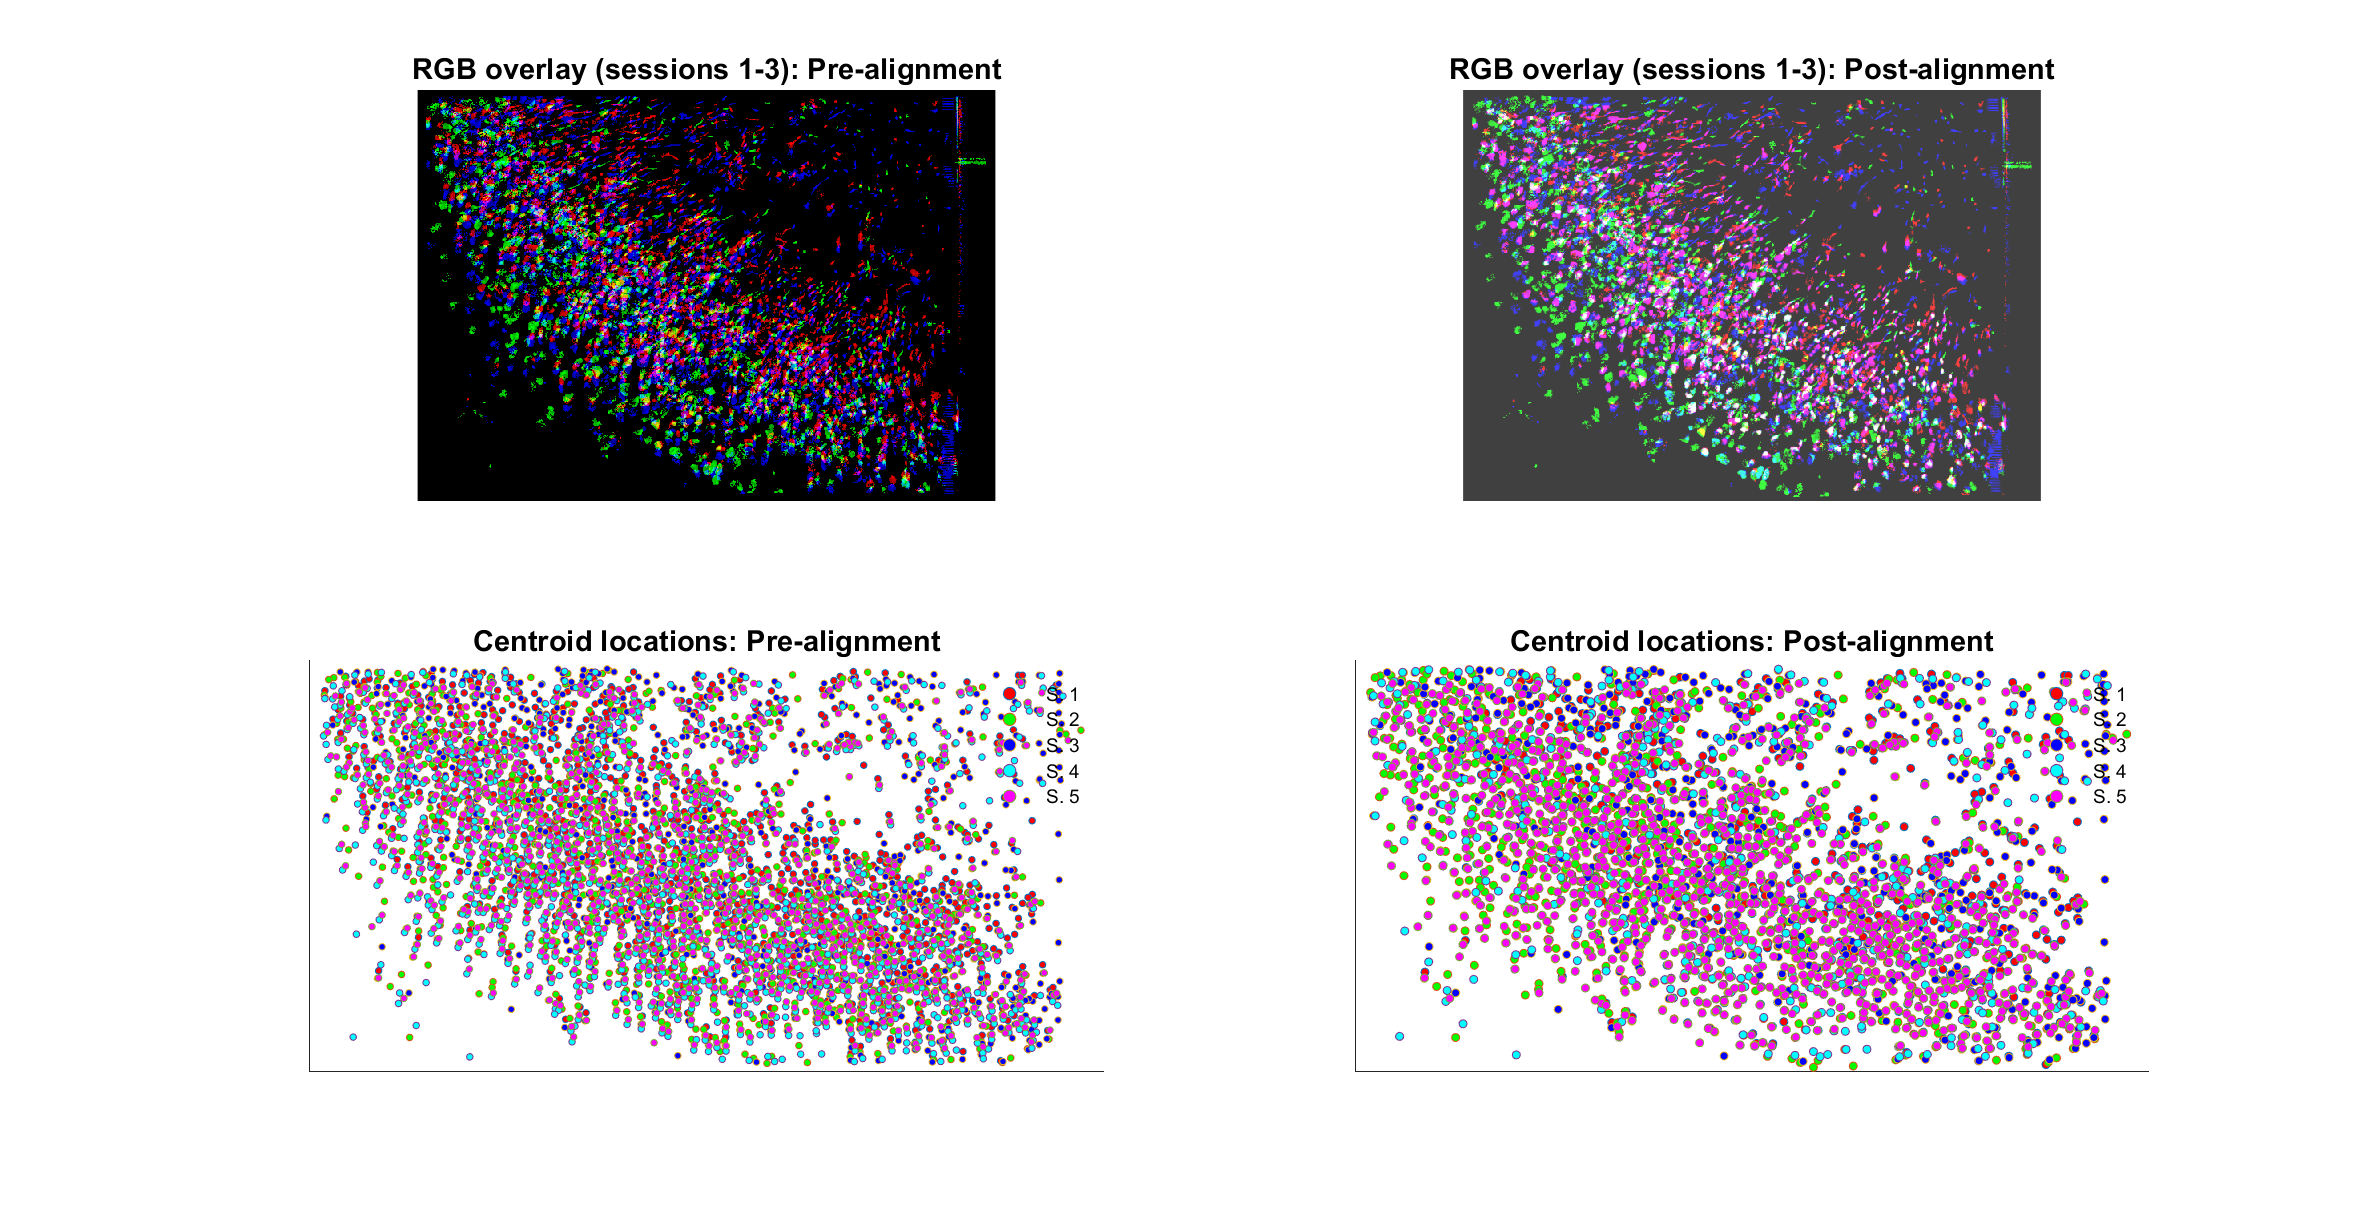 RGB overlay (sessions 1-3): Pre-alignment
RGB overlay (sessions 1-3): Post-alignment
Centroid locations: Pre-alignment
S. 1
S. 2
S. 3
S. 4
S. 5
Centroid locations: Post-alignment
S. 1
S. 2
S. 3
S. 4
S. 5